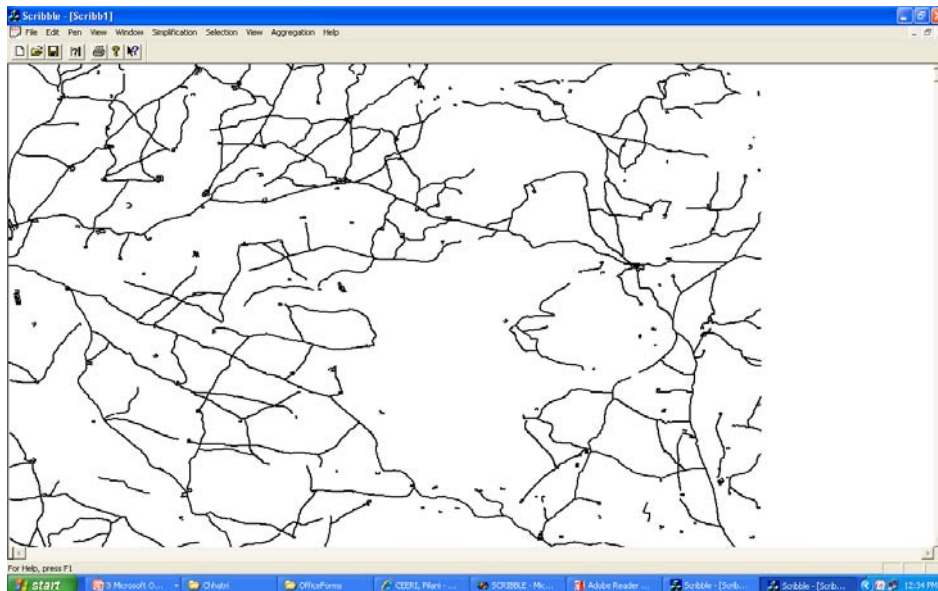 Scribble - [Scribb1]
File Edit Pen View Window Simplification Selection View Aggregation Help
For Help, press F1
start 3 Microsoft O... Chhatri OfficeForms CEERI, Pilani - ... SCRIBBLE - Mic... Adobe Reader ... Scribble - [Scrib... Scribble - [Scrib... 12:34 PM